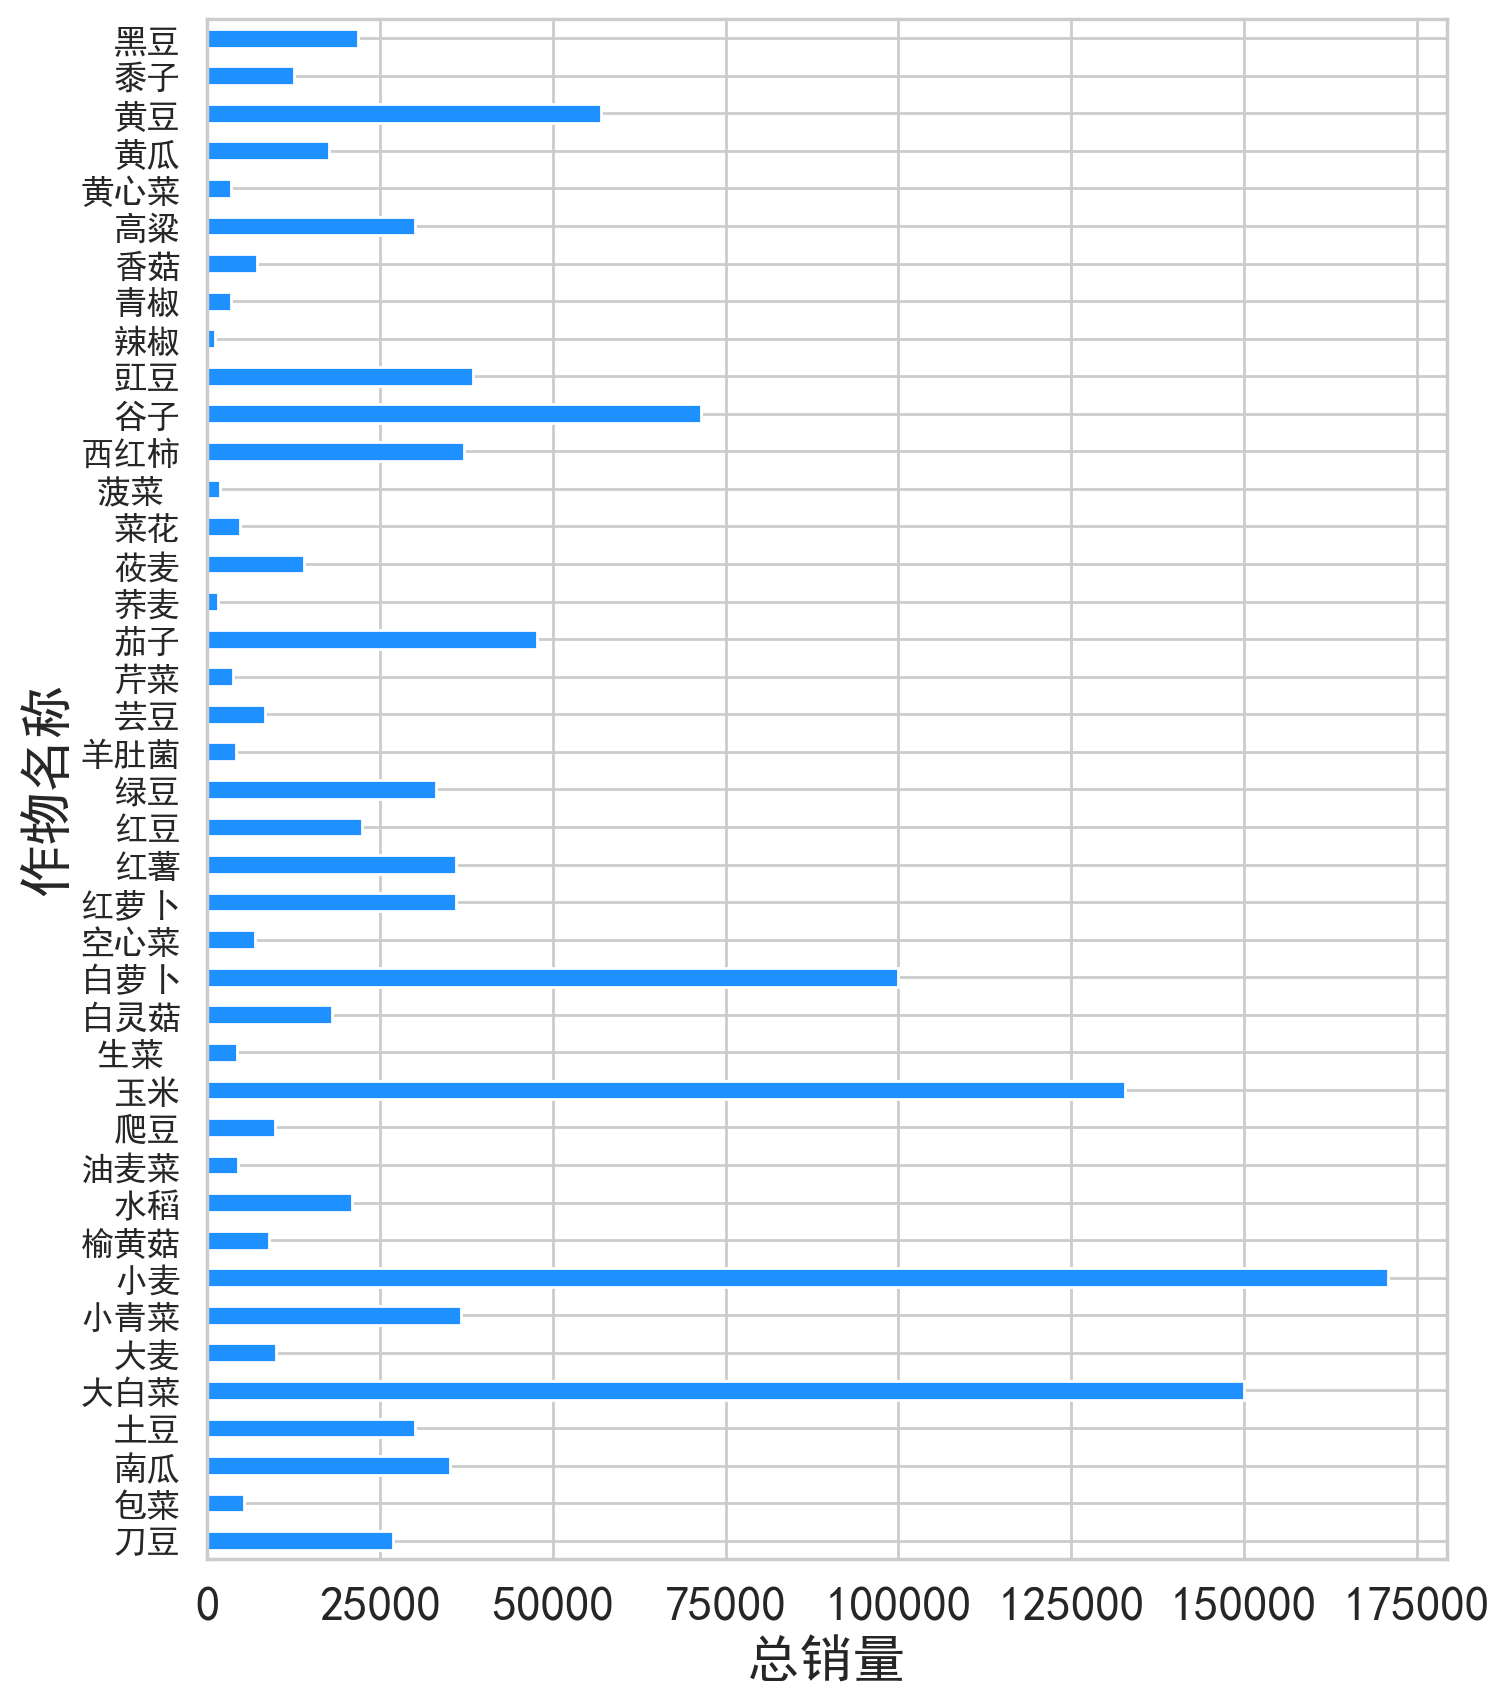 黑豆
黍子
黄豆
黄瓜
黄心菜
高粱
香菇
青椒
辣椒
豇豆
谷子
西红柿
菠菜
菜花
莜麦
荞麦
茄子
芹菜
芸豆
羊肚菌
绿豆
红豆
红薯
红萝卜
空心菜
白萝卜
白灵菇
生菜
玉米
爬豆
油麦菜
水稻
榆黄菇
小麦
小青菜
大麦
大白菜
土豆
南瓜
包菜
刀豆
作物名称
0 25000 50000 75000 100000 125000 150000 175000
总销量